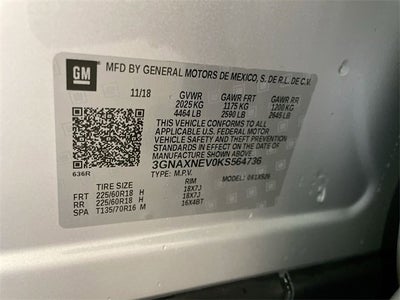 GM
MFD BY GENERAL MOTORS DE MEXICO, S. DE R.L. DE C.V.
11/18 GVWR GAWR FRT GAWR RR
2025 KG 1175 KG 1200 KG
4464 LB 2590 LB 2645 LB
THIS VEHICLE CONFORMS TO ALL
APPLICABLE U.S. FEDERAL MOTOR
VEHICLE SAFETY AND THEFT PREVENTION
STANDARDS IN EFFECT ON THE DATE OF
MANUFACTURE SHOWN ABOVE.
3GNAXNEV0KS564736
636R
TYPE: M.P.V. MODEL:
TIRE SIZE RIM
FRT 225/60R18 H 18X7J
RR 225/60R18 H 18X7J
SPA T135/70R16 M 16X4BT